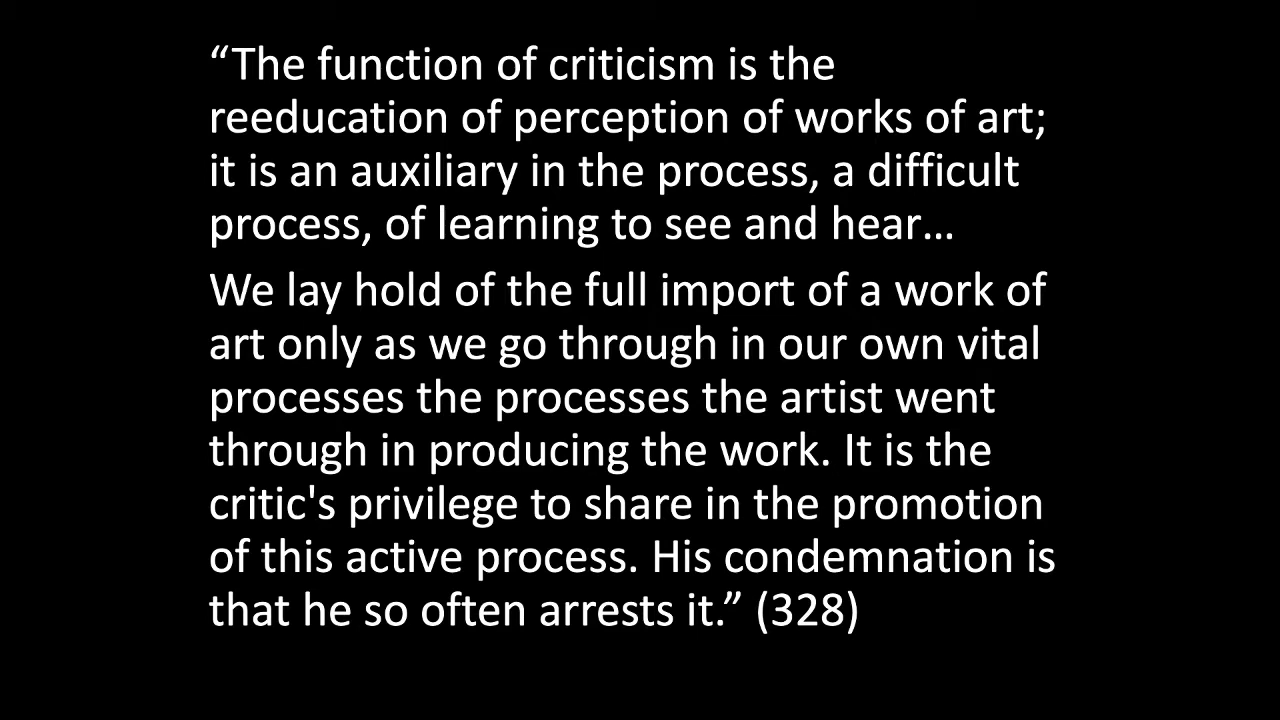 “The function of criticism is the
reeducation of perception of works of art;
it is an auxiliary in the process, a difficult
process, of learning to see and hear…
We lay hold of the full import of a work of
art only as we go through in our own vital
processes the processes the artist went
through in producing the work. It is the
critic's privilege to share in the promotion
of this active process. His condemnation is
that he so often arrests it.” (328)